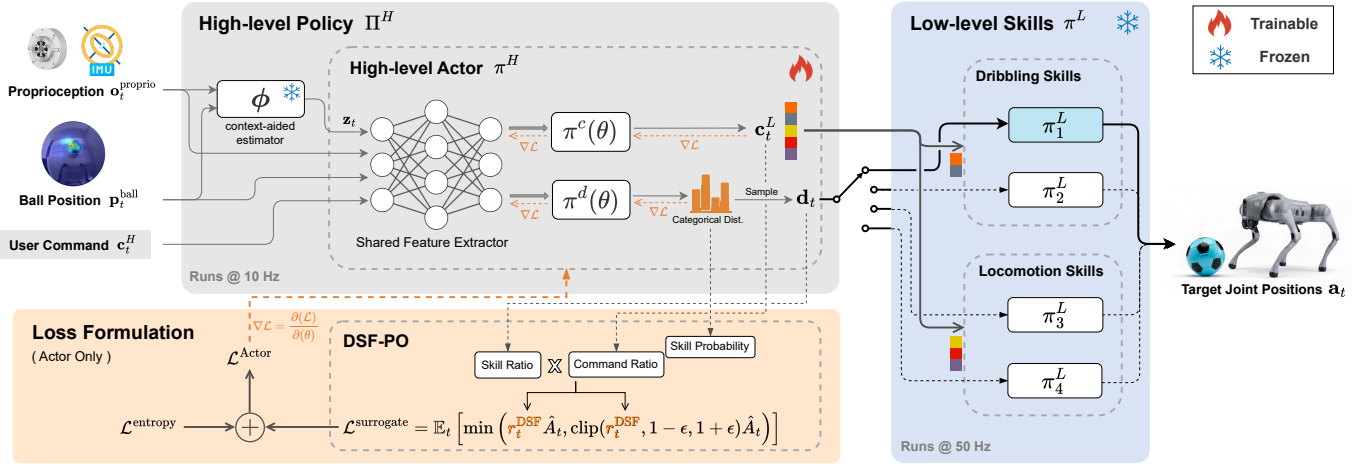 High-level Policy Π^H
Low-level Skills π^L
Trainable
Frozen
High-level Actor π^H
IMU
Proprioception o_t^proprio
ϕ
context-aided
estimator
z_t
π^c(θ)
∇ℒ
∇ℒ
c_t^L
Dribbling Skills
π_1^L
π_2^L
Ball Position p_t^ball
π^d(θ)
∇ℒ
∇ℒ
Categorical Dist.
Sample
d_t
User Command c_t^H
Shared Feature Extractor
Runs @ 10 Hz
Locomotion Skills
π_3^L
π_4^L
Target Joint Positions a_t
Runs @ 50 Hz
Loss Formulation
( Actor Only )
∇ℒ = ∂(ℒ)/∂(θ)
DSF-PO
Skill Probability
Skill Ratio X Command Ratio
ℒ^Actor
ℒ^entropy
+
ℒ^surrogate = 𝔼_t [ min ( r_t^DSF Â_t, clip(r_t^DSF, 1 − ϵ, 1 + ϵ)Â_t ) ]